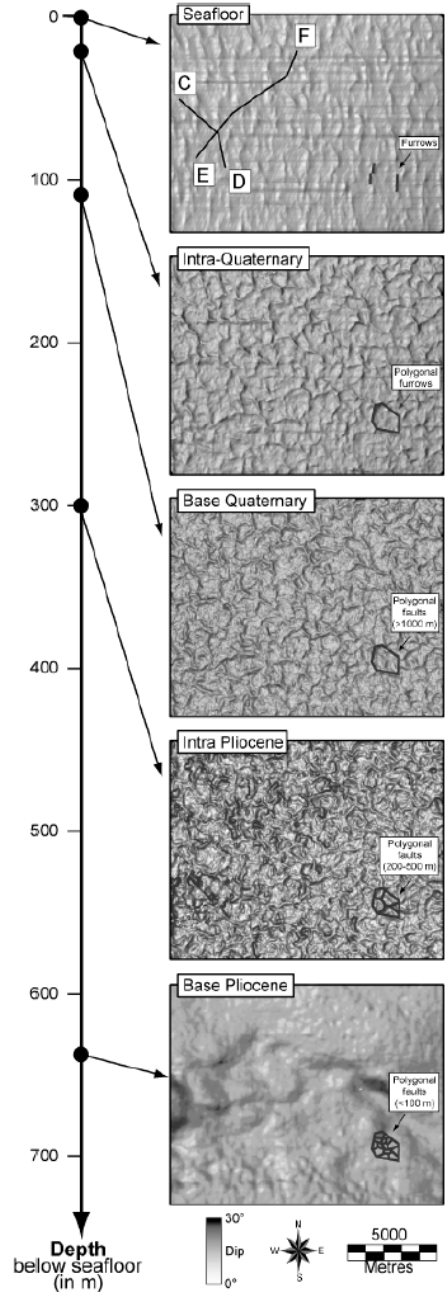 0
100
200
300
400
500
600
700
Depth
below seafloor
(in m)
Seafloor
F
C
E
D
Furrows
Intra-Quaternary
Polygonal
furrows
Base Quaternary
Polygonal
faults
(>1000 m)
Intra Pliocene
Polygonal
faults
(200-500 m)
Base Pliocene
Polygonal
faults
(<100 m)
30°
Dip
0°
N
W
E
S
5000
Metres